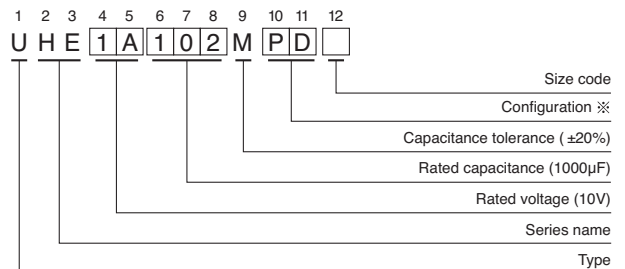 1 2 3 4 5 6 7 8 9 10 11 12
U H E 1 A 1 0 2 M P D
Size code
Configuration ※
Capacitance tolerance ( ±20%)
Rated capacitance (1000µF)
Rated voltage (10V)
Series name
Type